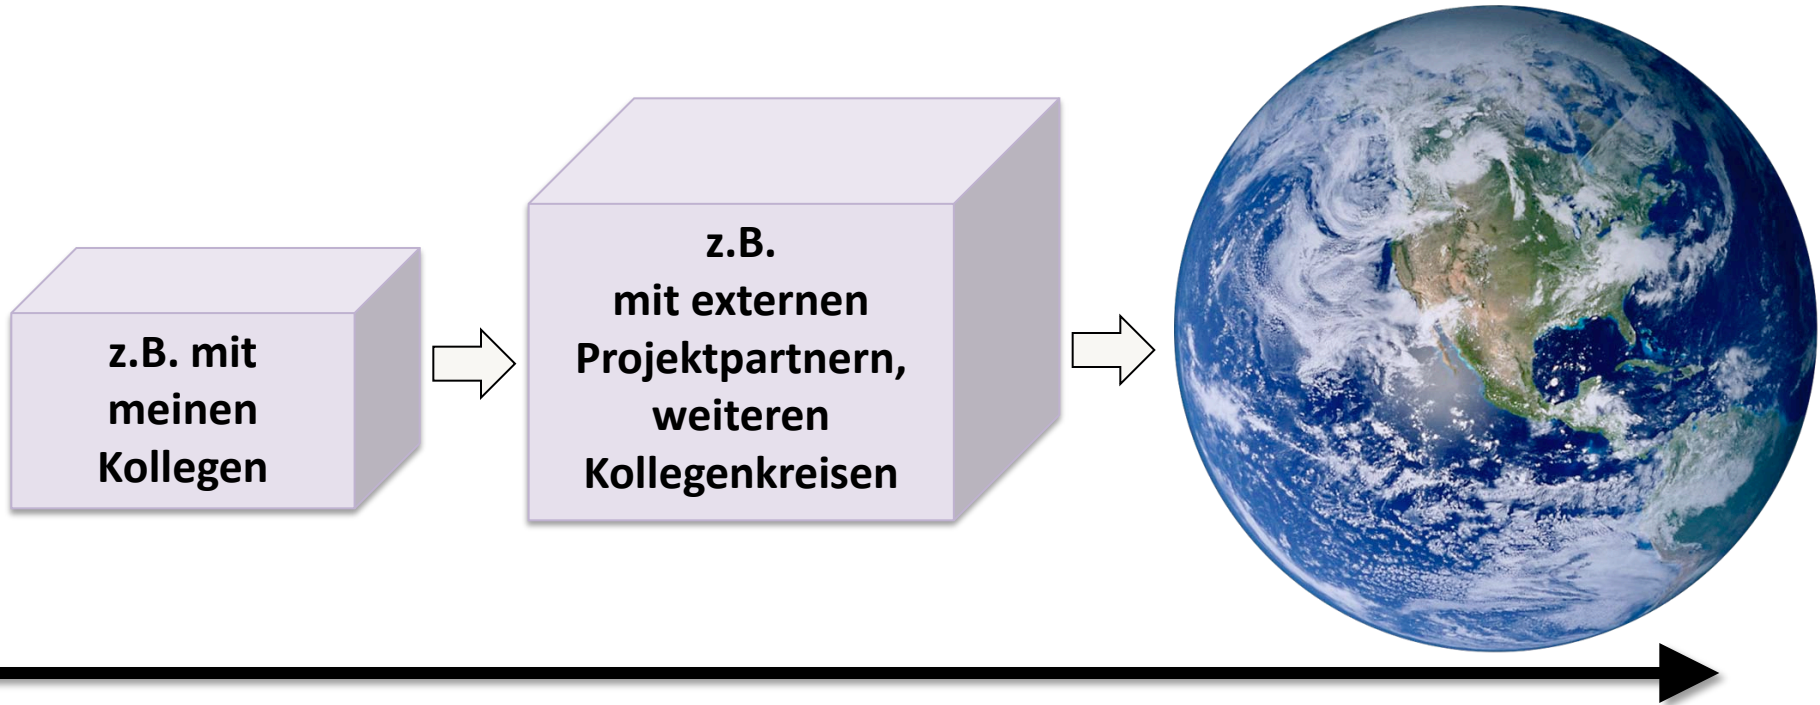 z.B. mit
meinen
Kollegen
z.B.
mit externen
Projektpartnern,
weiteren
Kollegenkreisen